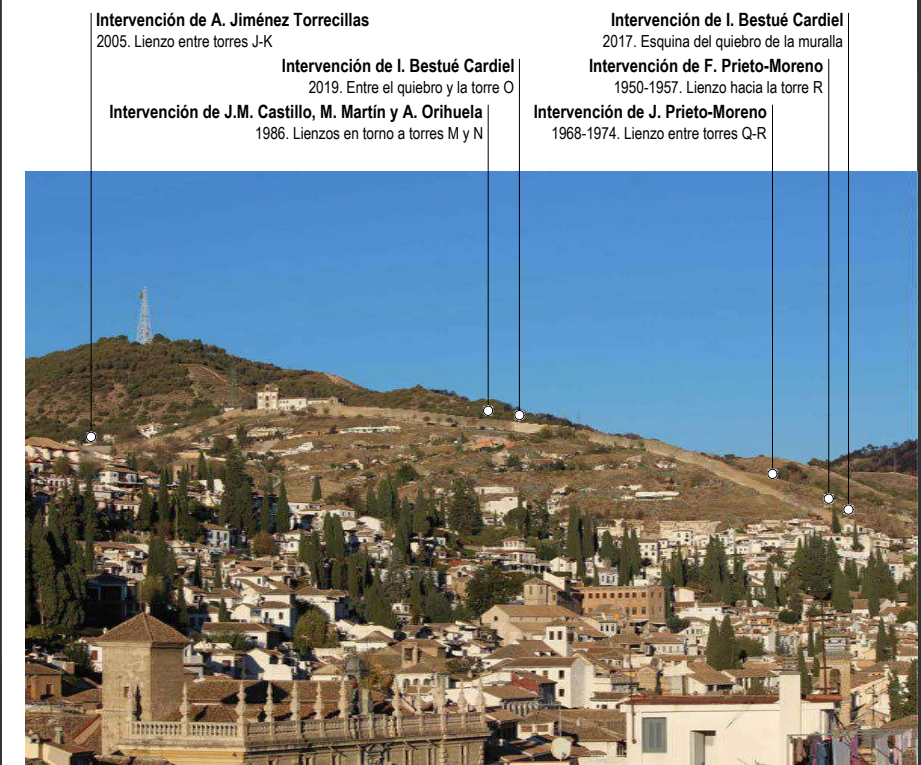 Intervención de A. Jiménez Torrecillas
2005. Lienzo entre torres J-K
Intervención de I. Bestué Cardiel
2017. Esquina del quiebro de la muralla
Intervención de I. Bestué Cardiel
2019. Entre el quiebro y la torre O
Intervención de F. Prieto-Moreno
1950-1957. Lienzo hacia la torre R
Intervención de J.M. Castillo, M. Martín y A. Orihuela
1986. Lienzos en torno a torres M y N
Intervención de J. Prieto-Moreno
1968-1974. Lienzo entre torres Q-R